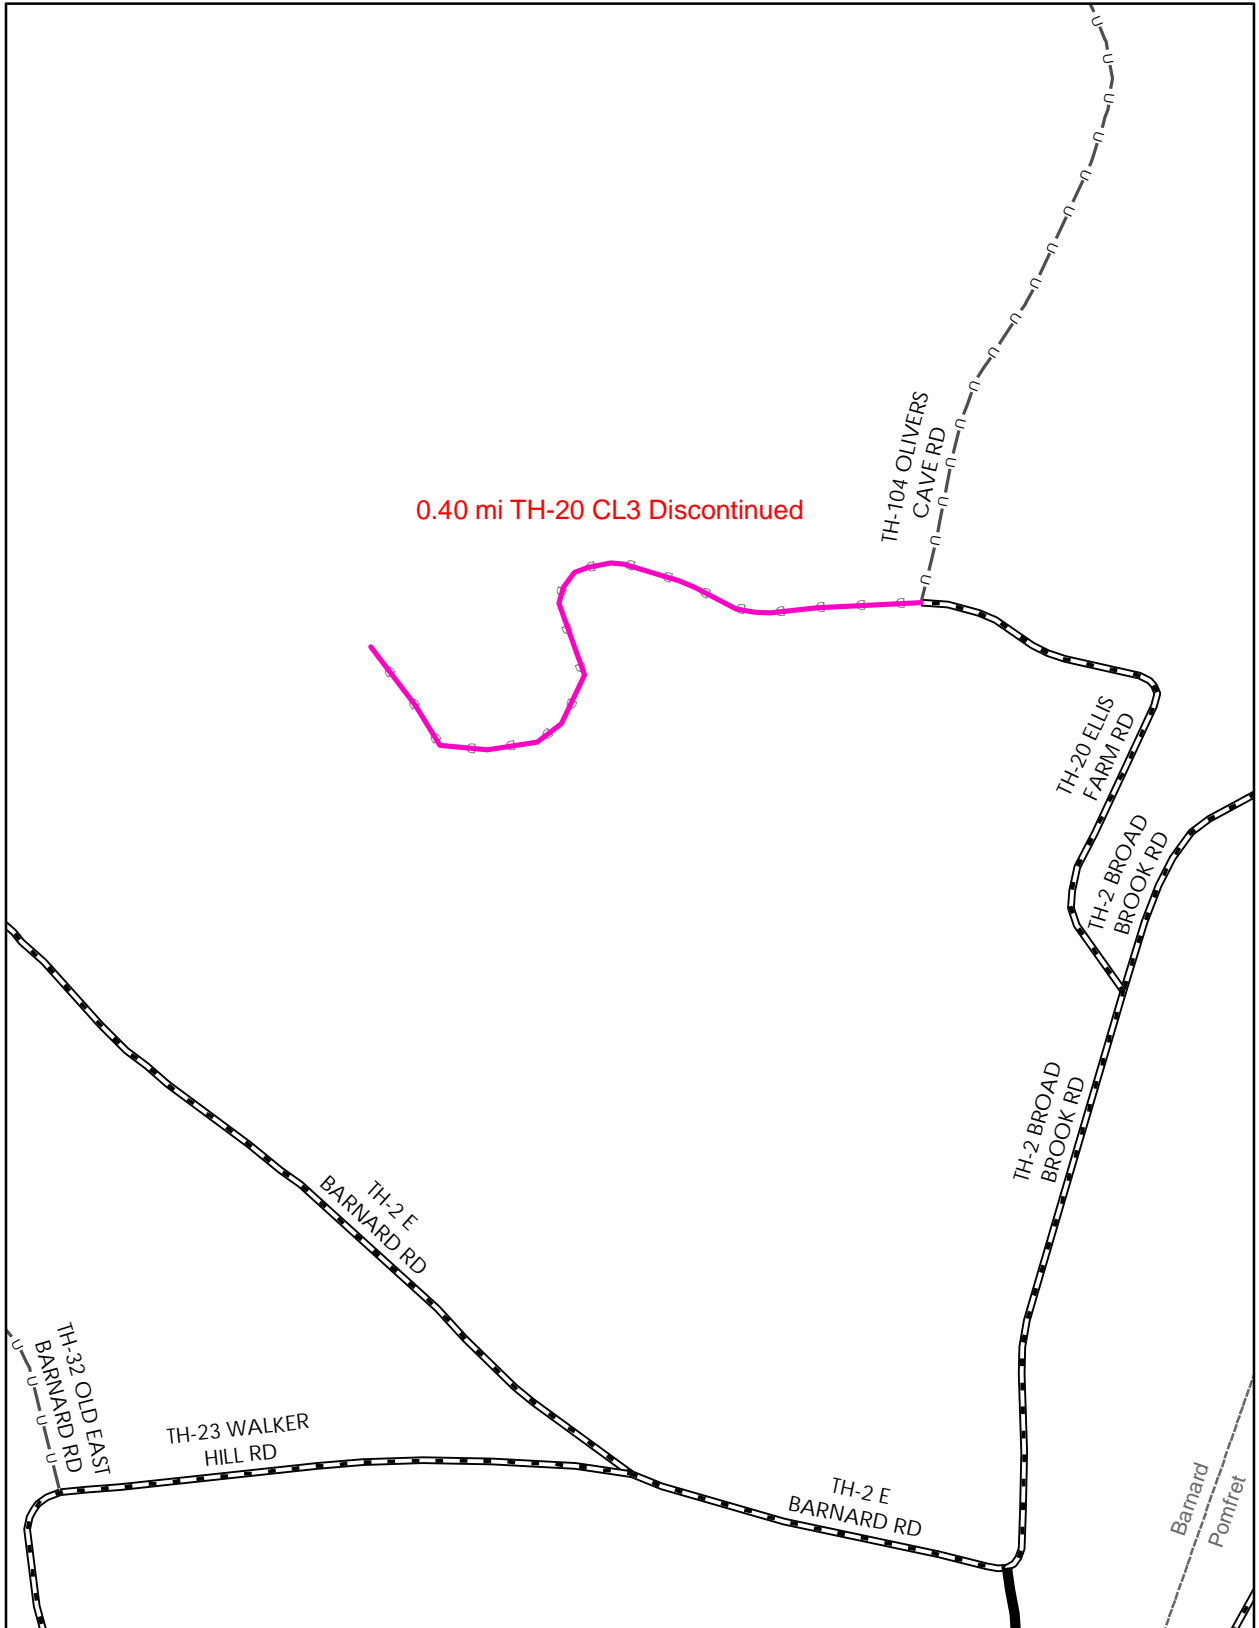 TH-104 OLIVERS
CAVE RD
0.40 mi TH-20 CL3 Discontinued
TH-20 ELLIS
FARM RD
TH-2 BROAD
BROOK RD
TH-2 BROAD
BROOK RD
TH-2 E
BARNARD RD
TH-32 OLD EAST
BARNARD RD
TH-23 WALKER
HILL RD
TH-2 E
BARNARD RD
Barnard
Pomfret